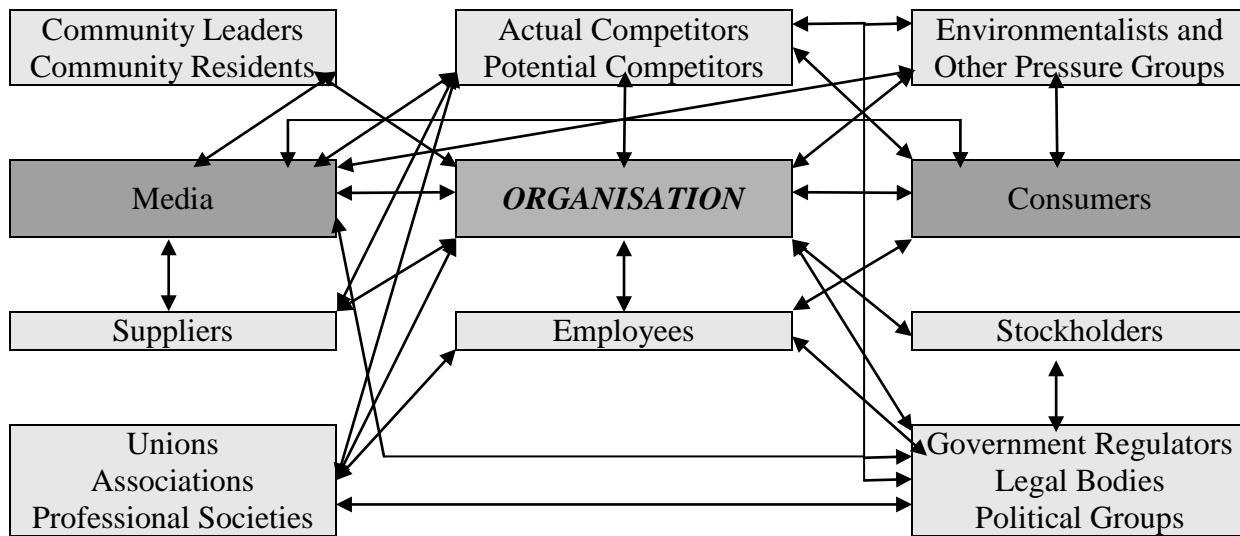 Community Leaders
Community Residents
Actual Competitors
Potential Competitors
Environmentalists and
Other Pressure Groups
Media
ORGANISATION
Consumers
Suppliers
Employees
Stockholders
Unions
Associations
Professional Societies
Government Regulators
Legal Bodies
Political Groups